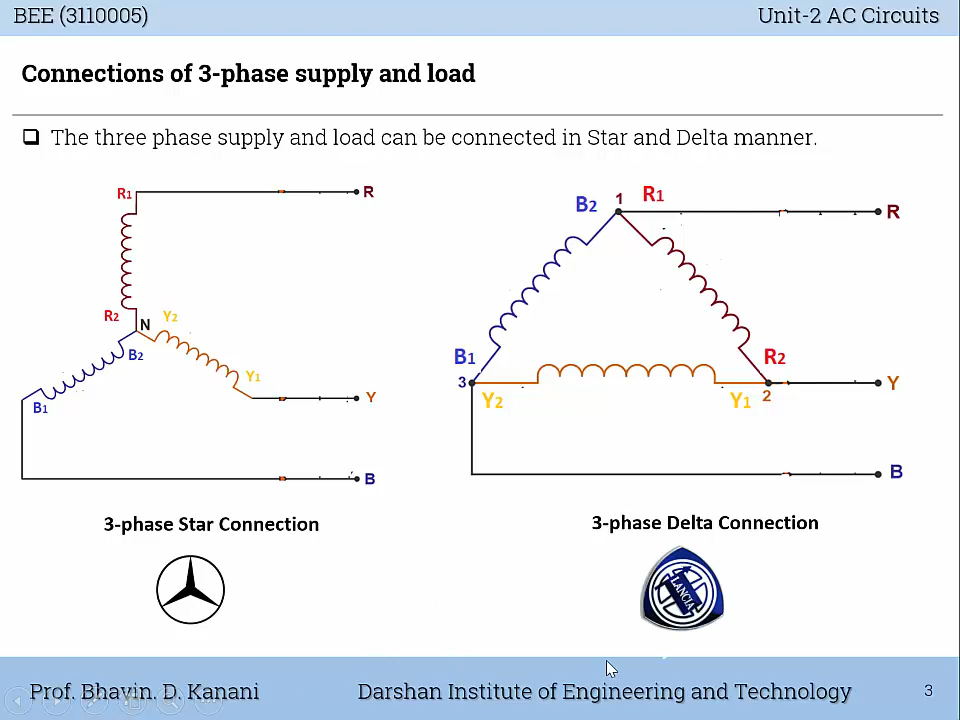 BEE (3110005)
Unit-2 AC Circuits
Connections of 3-phase supply and load
The three phase supply and load can be connected in Star and Delta manner.
R1
R
R2
N
Y2
B2
Y1
B1
Y
B
B2
1
R1
R
B1
R2
3
Y2
Y1
2
Y
B
3-phase Star Connection
3-phase Delta Connection
LANCIA
Prof. Bhavin. D. Kanani
Darshan Institute of Engineering and Technology
3